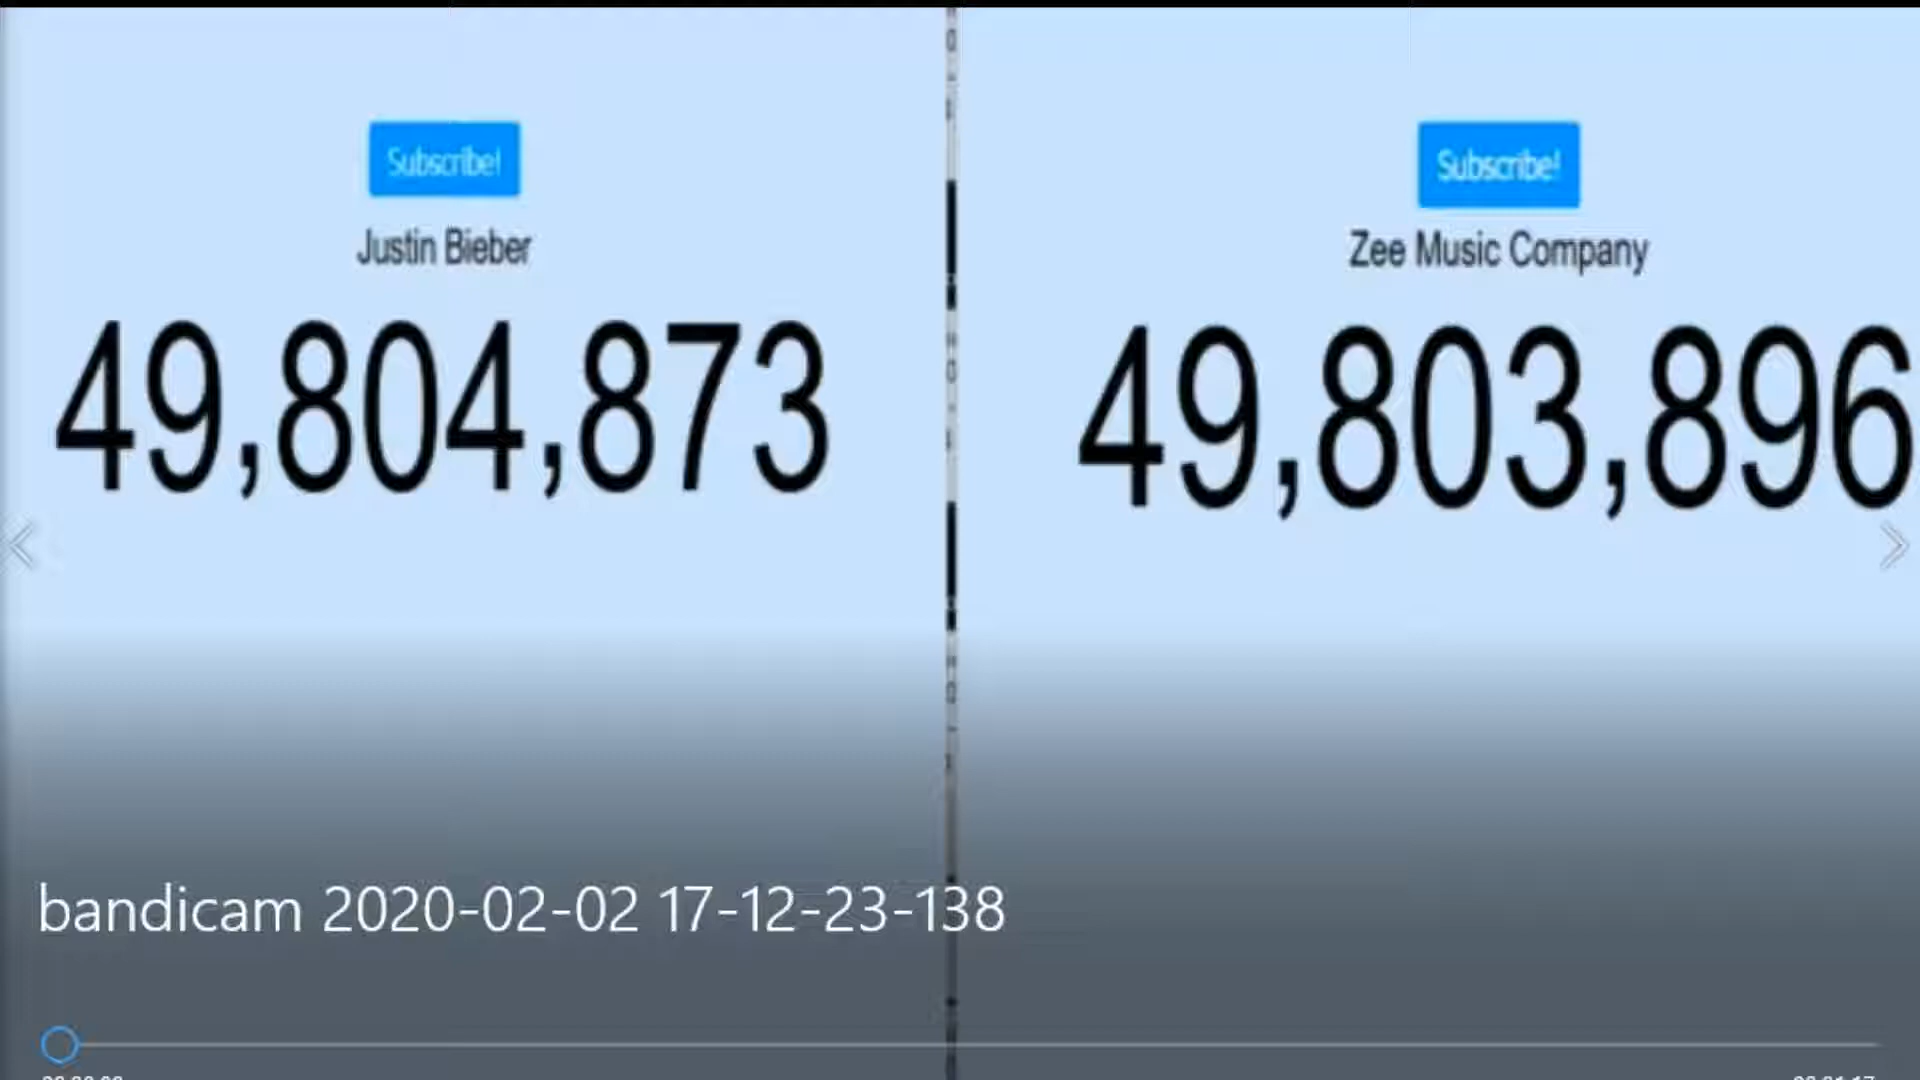 Subscribe!
Justin Bieber
49,804,873
Subscribe!
Zee Music Company
49,803,896
bandicam 2020-02-02 17-12-23-138